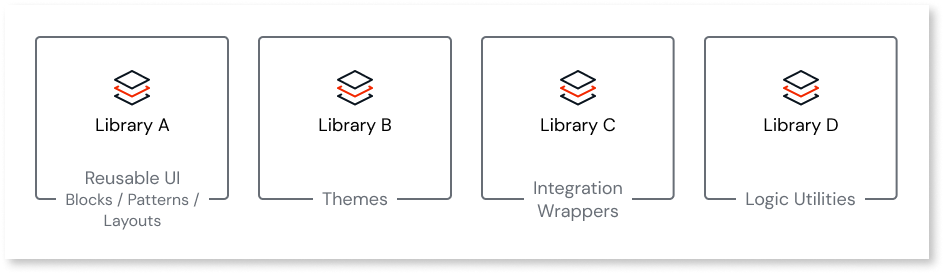 Library A
Reusable UI
Blocks / Patterns /
Layouts
Library B
Themes
Library C
Integration
Wrappers
Library D
Logic Utilities